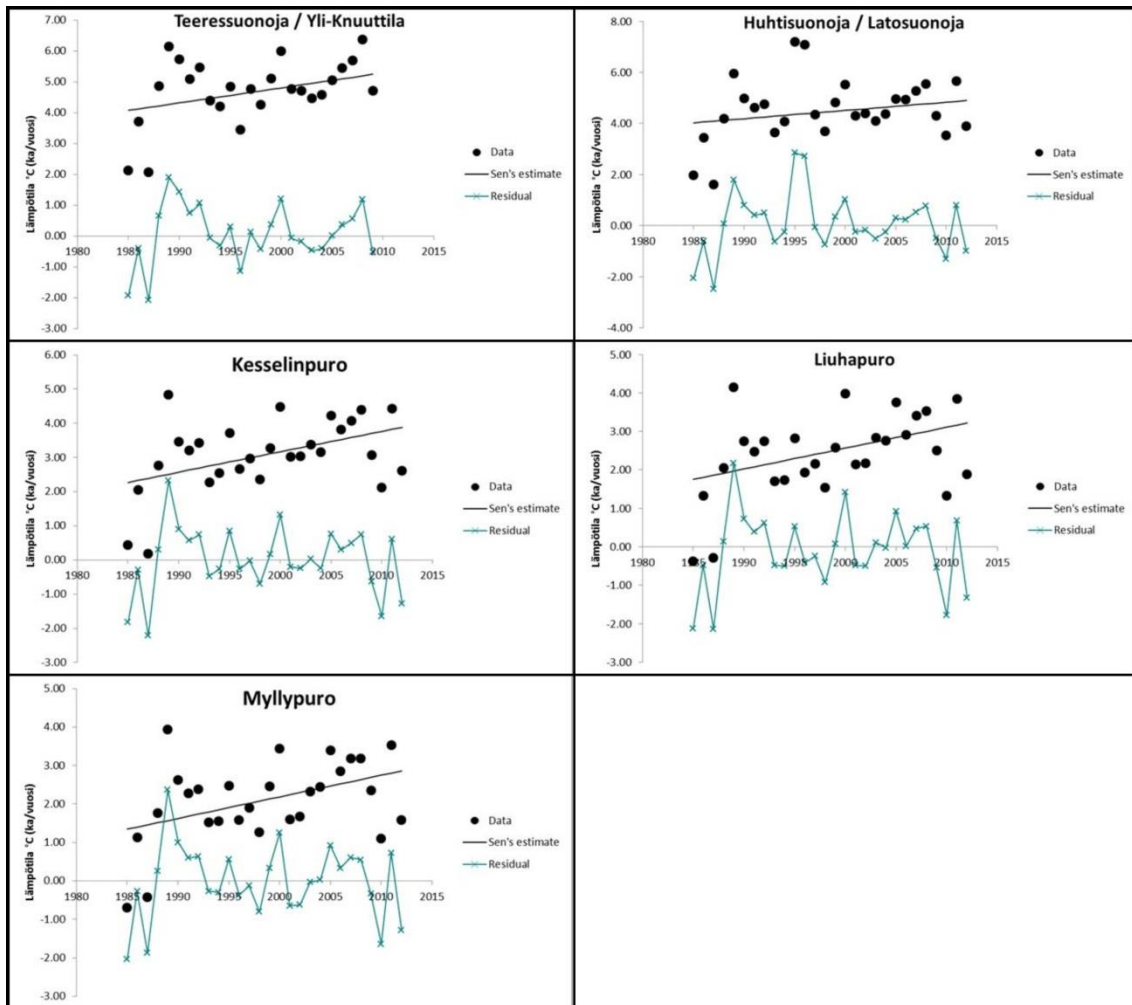 Teeressuonoja / Yli-Knuuttila
7.00
6.00
5.00
4.00
3.00
2.00
1.00
0.00
-1.00
-2.00
-3.00
Lämpötila °C (ka/vuosi)
1980 1985 1990 1995 2000 2005 2010 2015
Data
Sen's estimate
Residual
Huhtisuonoja / Latosuonoja
8.00
6.00
4.00
2.00
0.00
-2.00
-4.00
Lämpötila °C (ka/vuosi)
1980 1985 1990 1995 2000 2005 2010 2015
Data
Sen's estimate
Residual
Kesselinpuro
6.00
5.00
4.00
3.00
2.00
1.00
0.00
-1.00
-2.00
-3.00
Lämpötila °C (ka/vuosi)
1980 1985 1990 1995 2000 2005 2010 2015
Data
Sen's estimate
Residual
Liuhapuro
5.00
4.00
3.00
2.00
1.00
0.00
-1.00
-2.00
-3.00
Lämpötila °C (ka/vuosi)
1980 1985 1990 1995 2000 2005 2010 2015
Data
Sen's estimate
Residual
Myllypuro
5.00
4.00
3.00
2.00
1.00
0.00
-1.00
-2.00
-3.00
Lämpötila °C (ka/vuosi)
1980 1985 1990 1995 2000 2005 2010 2015
Data
Sen's estimate
Residual